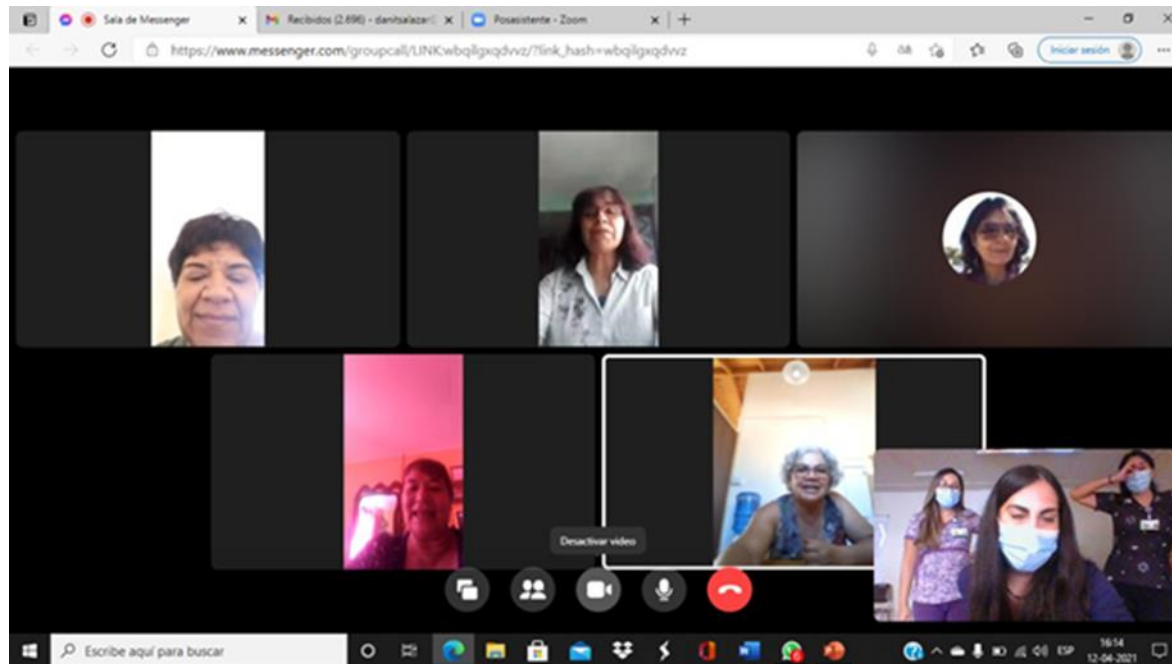 Sala de Messenger
Recibidos (2.696) - danitsalazar
Posasistente - Zoom
https://www.messenger.com/groupcall/LINK:wbqilgxqdvvz/?link_hash=wbqilgxqdvvz
Iniciar sesión
Desactivar video
Escribe aquí para buscar
ESP
16:54
12-04-2021